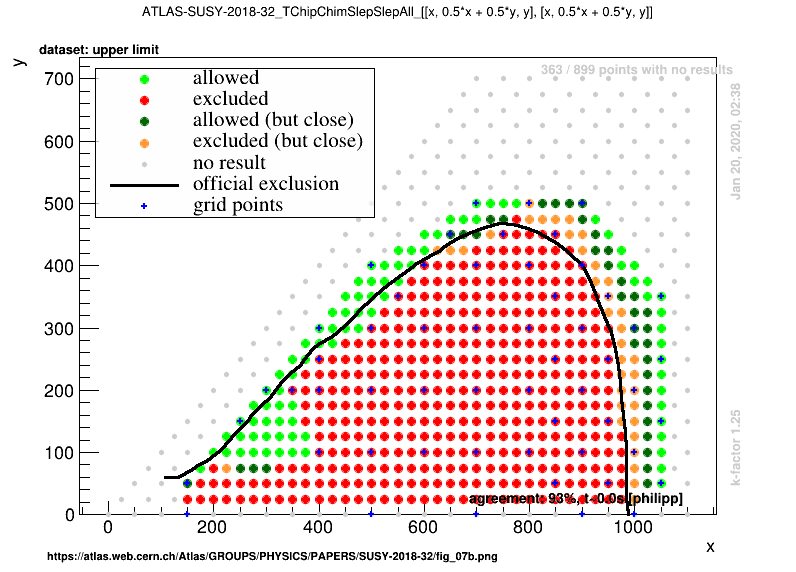 ATLAS-SUSY-2018-32_TChipChimSlepSlepAll_[[x, 0.5*x + 0.5*y, y], [x, 0.5*x + 0.5*y, y]]
dataset: upper limit
y
363 / 899 points with no results
700
600
500
400
300
200
100
0
allowed
excluded
allowed (but close)
excluded (but close)
no result
official exclusion
grid points
Jan 20, 2020, 02:38
k-factor 1.25
agreement: 93%, t~0.0s [philipp]
0 200 400 600 800 1000
x
https://atlas.web.cern.ch/Atlas/GROUPS/PHYSICS/PAPERS/SUSY-2018-32/fig_07b.png